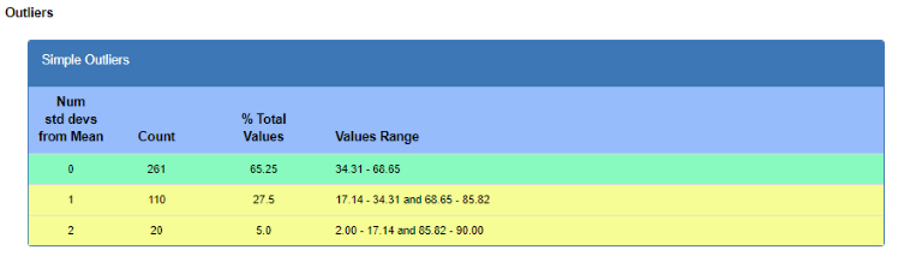 Outliers
Simple Outliers
Num
std devs
from Mean
Count
% Total
Values
Values Range
0 261 65.25 34.31 - 68.65
1 110 27.5 17.14 - 34.31 and 68.65 - 85.82
2 20 5.0 2.00 - 17.14 and 85.82 - 90.00